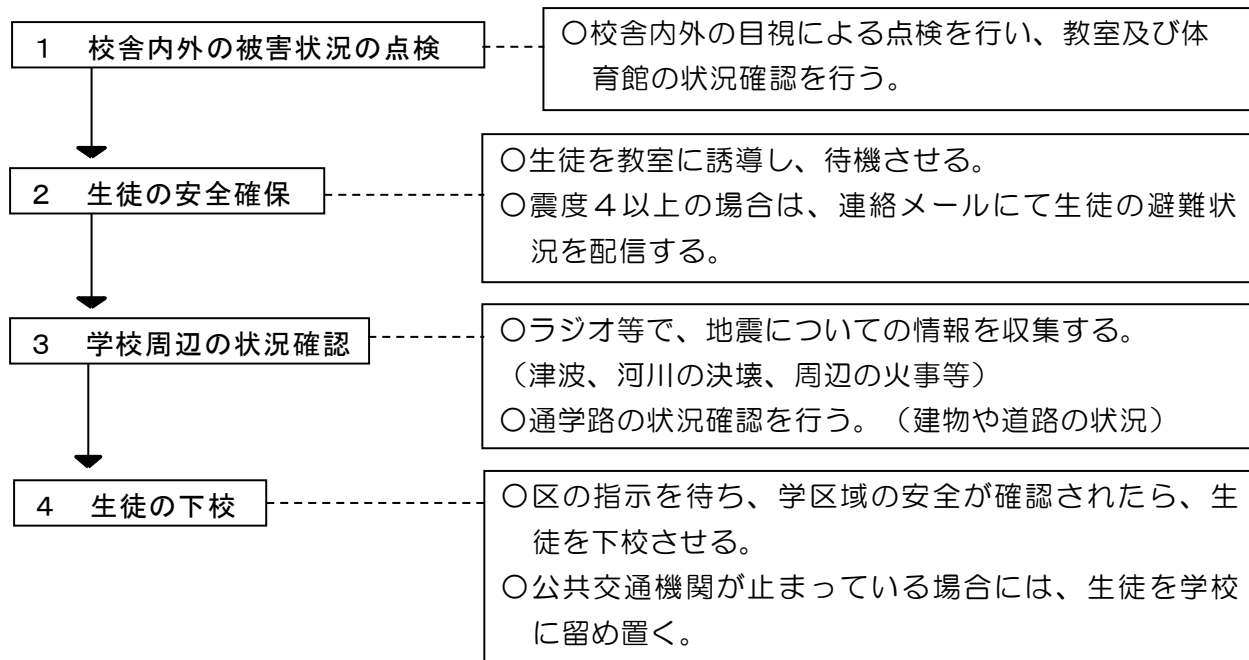 １　校舎内外の被害状況の点検
〇校舎内外の目視による点検を行い、教室及び体
育館の状況確認を行う。
２　生徒の安全確保
〇生徒を教室に誘導し、待機させる。
〇震度４以上の場合は、連絡メールにて生徒の避難状
況を配信する。
３　学校周辺の状況確認
〇ラジオ等で、地震についての情報を収集する。
（津波、河川の決壊、周辺の火事等）
〇通学路の状況確認を行う。（建物や道路の状況）
４　生徒の下校
〇区の指示を待ち、学区域の安全が確認されたら、生
徒を下校させる。
〇公共交通機関が止まっている場合には、生徒を学校
に留め置く。